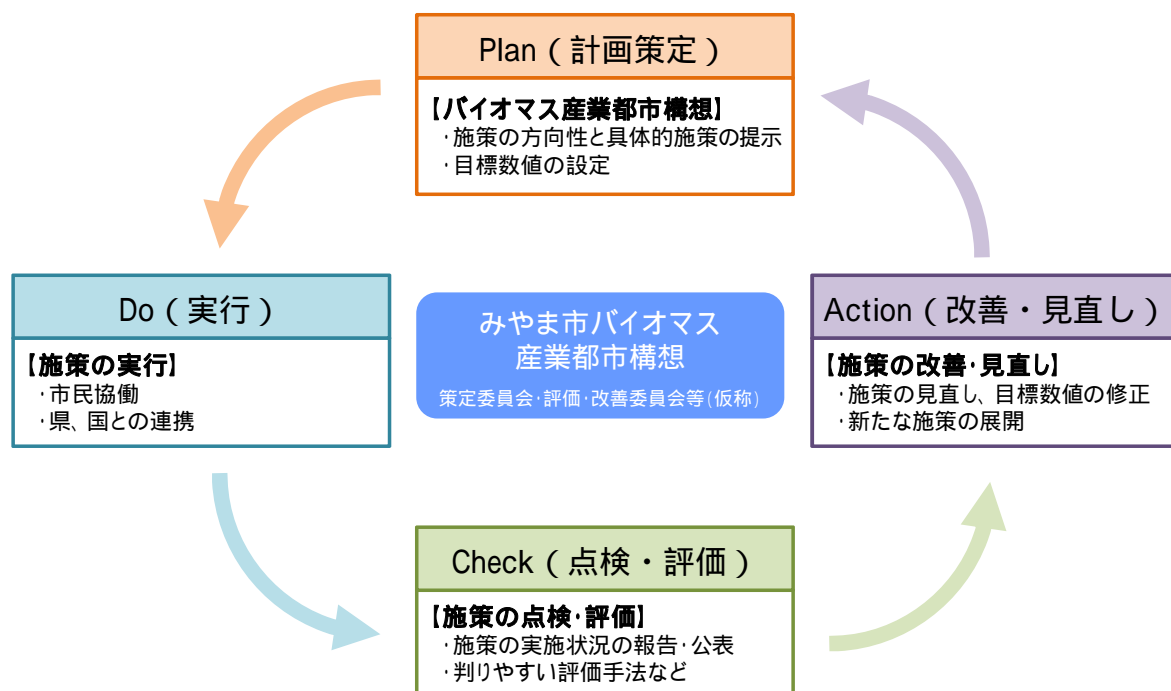 Plan(計画策定)
【バイオマス産業都市構想】
・施策の方向性と具体的施策の提示
・目標数値の設定
Do(実行)
【施策の実行】
・市民協働
・県、国との連携
みやま市バイオマス
産業都市構想
策定委員会・評価・改善委員会等(仮称)
Action(改善・見直し)
【施策の改善・見直し】
・施策の見直し、目標数値の修正
・新たな施策の展開
Check(点検・評価)
【施策の点検・評価】
・施策の実施状況の報告・公表
・判りやすい評価手法など